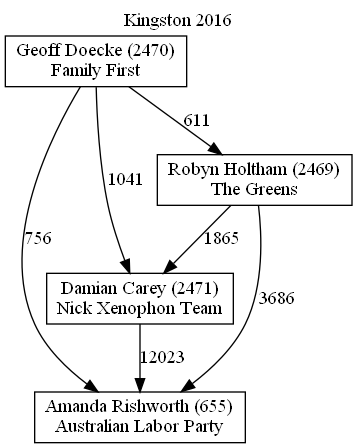 Kingston 2016
Geoff Doecke (2470)
Family First
611
Robyn Holtham (2469)
The Greens
1041
756
1865
3686
Damian Carey (2471)
Nick Xenophon Team
12023
Amanda Rishworth (655)
Australian Labor Party